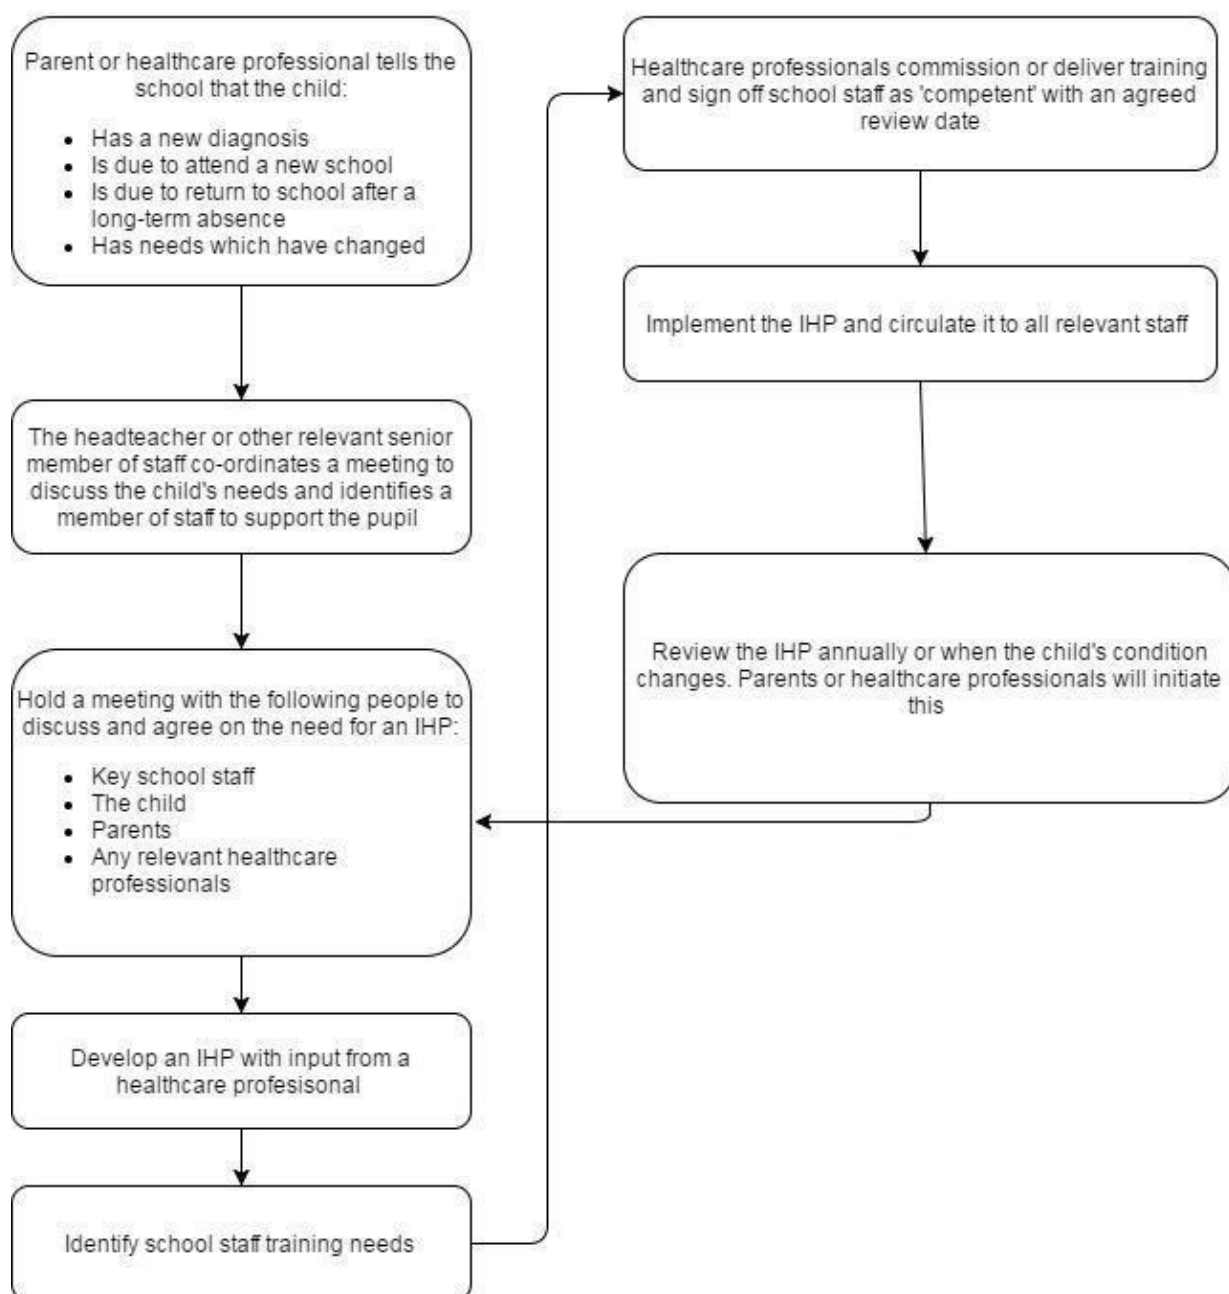 Parent or healthcare professional tells the
school that the child:
• Has a new diagnosis
• Is due to attend a new school
• Is due to return to school after a
long-term absence
• Has needs which have changed
The headteacher or other relevant senior
member of staff co-ordinates a meeting to
discuss the child's needs and identifies a
member of staff to support the pupil
Hold a meeting with the following people to
discuss and agree on the need for an IHP:
• Key school staff
• The child
• Parents
• Any relevant healthcare
professionals
Develop an IHP with input from a
healthcare profesisonal
Identify school staff training needs
Healthcare professionals commission or deliver training
and sign off school staff as 'competent' with an agreed
review date
Implement the IHP and circulate it to all relevant staff
Review the IHP annually or when the child's condition
changes. Parents or healthcare professionals will initiate
this